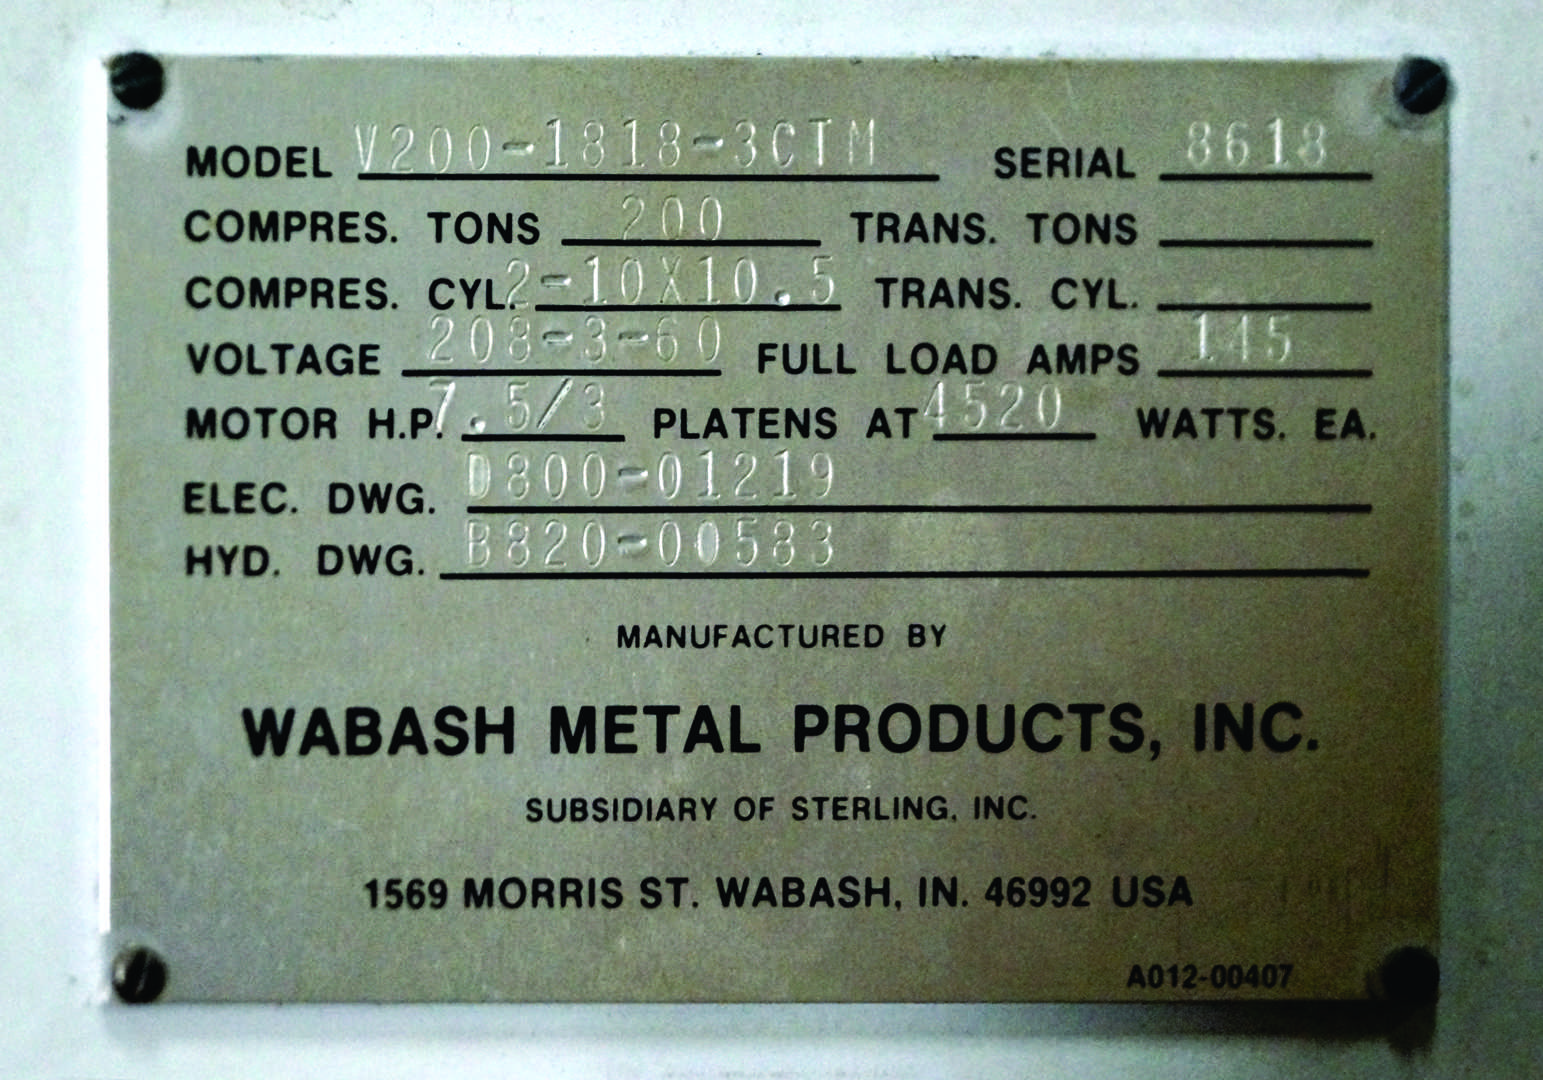 MODEL V200-1818-3CTM SERIAL 8618
COMPRES. TONS 200 TRANS. TONS
COMPRES. CYL. 2-10X10.5 TRANS. CYL.
VOLTAGE 208-3-60 FULL LOAD AMPS 145
MOTOR H.P. 7.5/3 PLATENS AT 4520 WATTS. EA.
ELEC. DWG. D800-01219
HYD. DWG. B820-00583
MANUFACTURED BY
WABASH METAL PRODUCTS, INC.
SUBSIDIARY OF STERLING, INC.
1569 MORRIS ST. WABASH, IN. 46992 USA
A012-00407